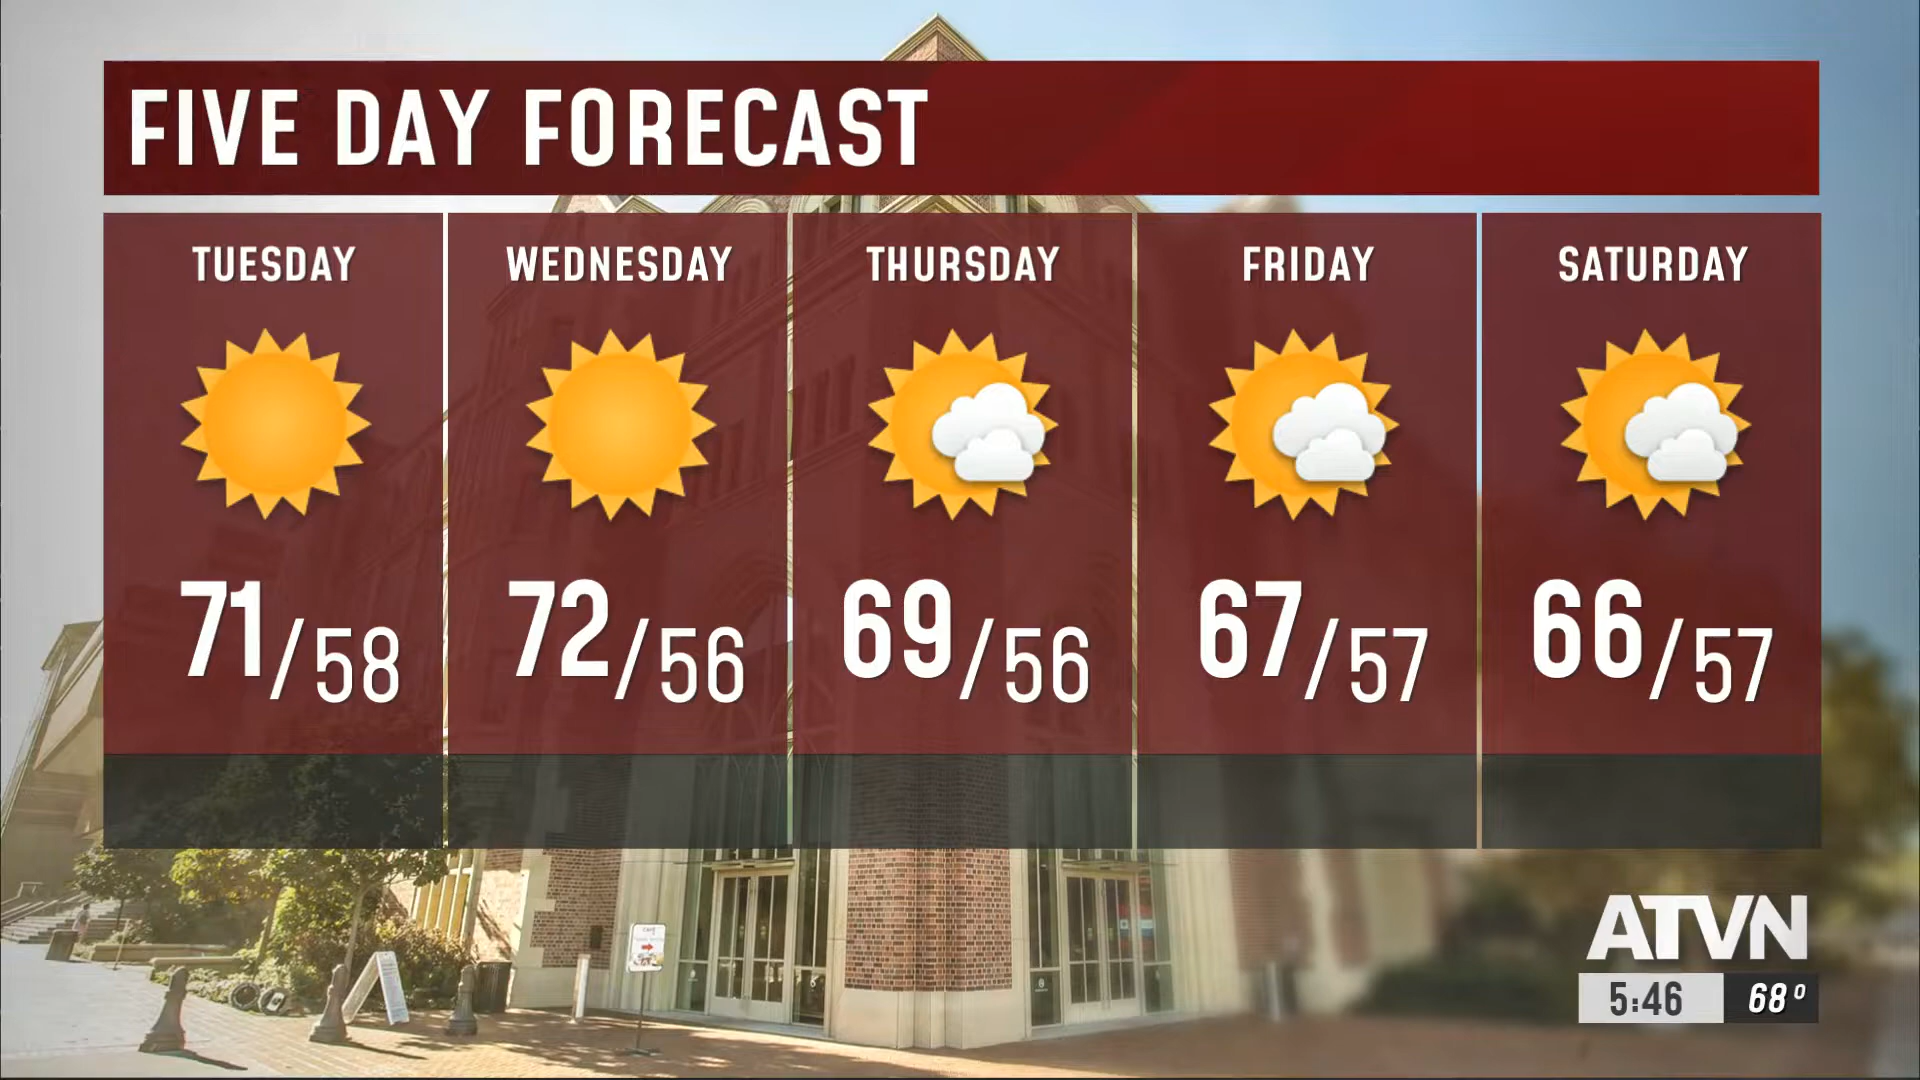 FIVE DAY FORECAST
TUESDAY
WEDNESDAY
THURSDAY
FRIDAY
SATURDAY
71/58
72/56
69/56
67/57
66/57
ATVN
5:46
68°